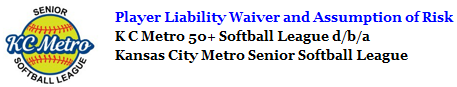 SENIOR
KC Metro
SOFTBALL LEAGUE
Player Liability Waiver and Assumption of Risk
K C Metro 50+ Softball League d/b/a
Kansas City Metro Senior Softball League